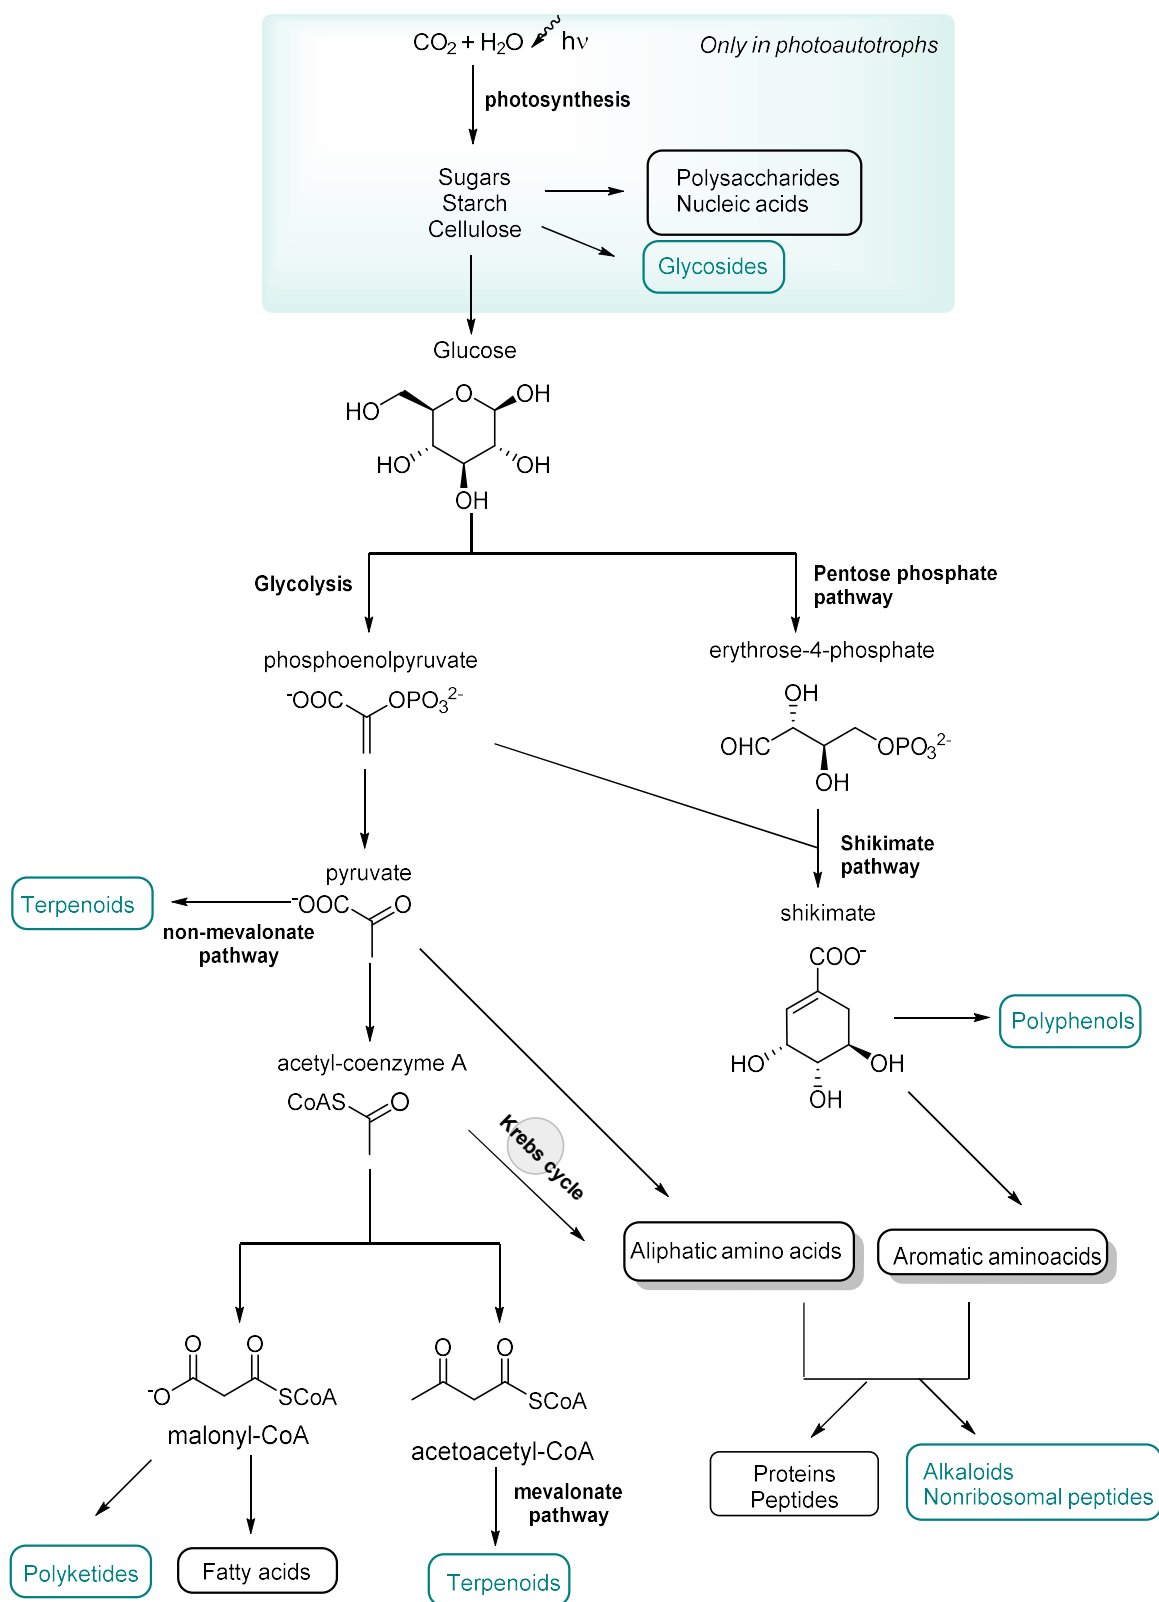 CO2 + H2O hν
Only in photoautotrophs
photosynthesis
Sugars
Starch
Cellulose
Polysaccharides
Nucleic acids
Glycosides
Glucose
HO O OH
HO OH
OH
Glycolysis
Pentose phosphate
pathway
phosphoenolpyruvate
-OOC OPO3 2-
erythrose-4-phosphate
OH
OHC OPO3 2-
OH
Shikimate
pathway
pyruvate
-OOC O
Terpenoids
non-mevalonate
pathway
shikimate
COO-
HO OH
OH
Polyphenols
acetyl-coenzyme A
CoAS O
Krebs cycle
Aliphatic amino acids
Aromatic aminoacids
O O
-O SCoA
malonyl-CoA
O O
SCoA
acetoacetyl-CoA
mevalonate
pathway
Proteins
Peptides
Alkaloids
Nonribosomal peptides
Polyketides
Fatty acids
Terpenoids